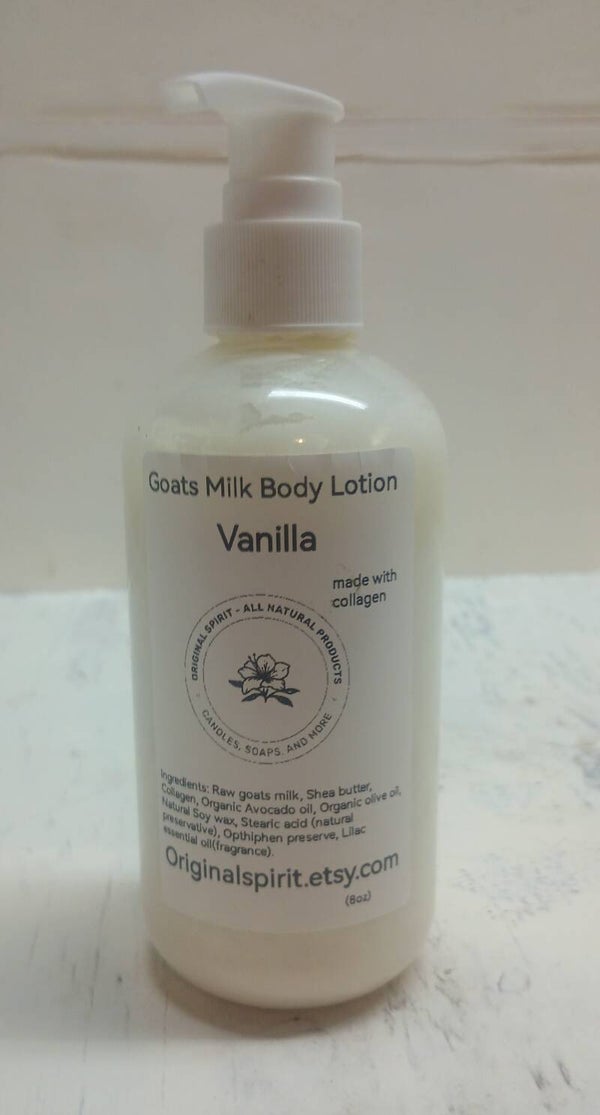 Goats Milk Body Lotion
Vanilla
made with
collagen
ORIGINAL SPIRIT - ALL NATURAL PRODUCTS
CANDLES, SOAPS, AND MORE
Ingredients: Raw goats milk, Shea butter,
Collagen, Organic Avocado oil, Organic olive oil,
Natural Soy wax, Stearic acid (natural
preservative), Opthiphen preserve, Lilac
essential oil(fragrance).
Originalspirit.etsy.com
(8oz)